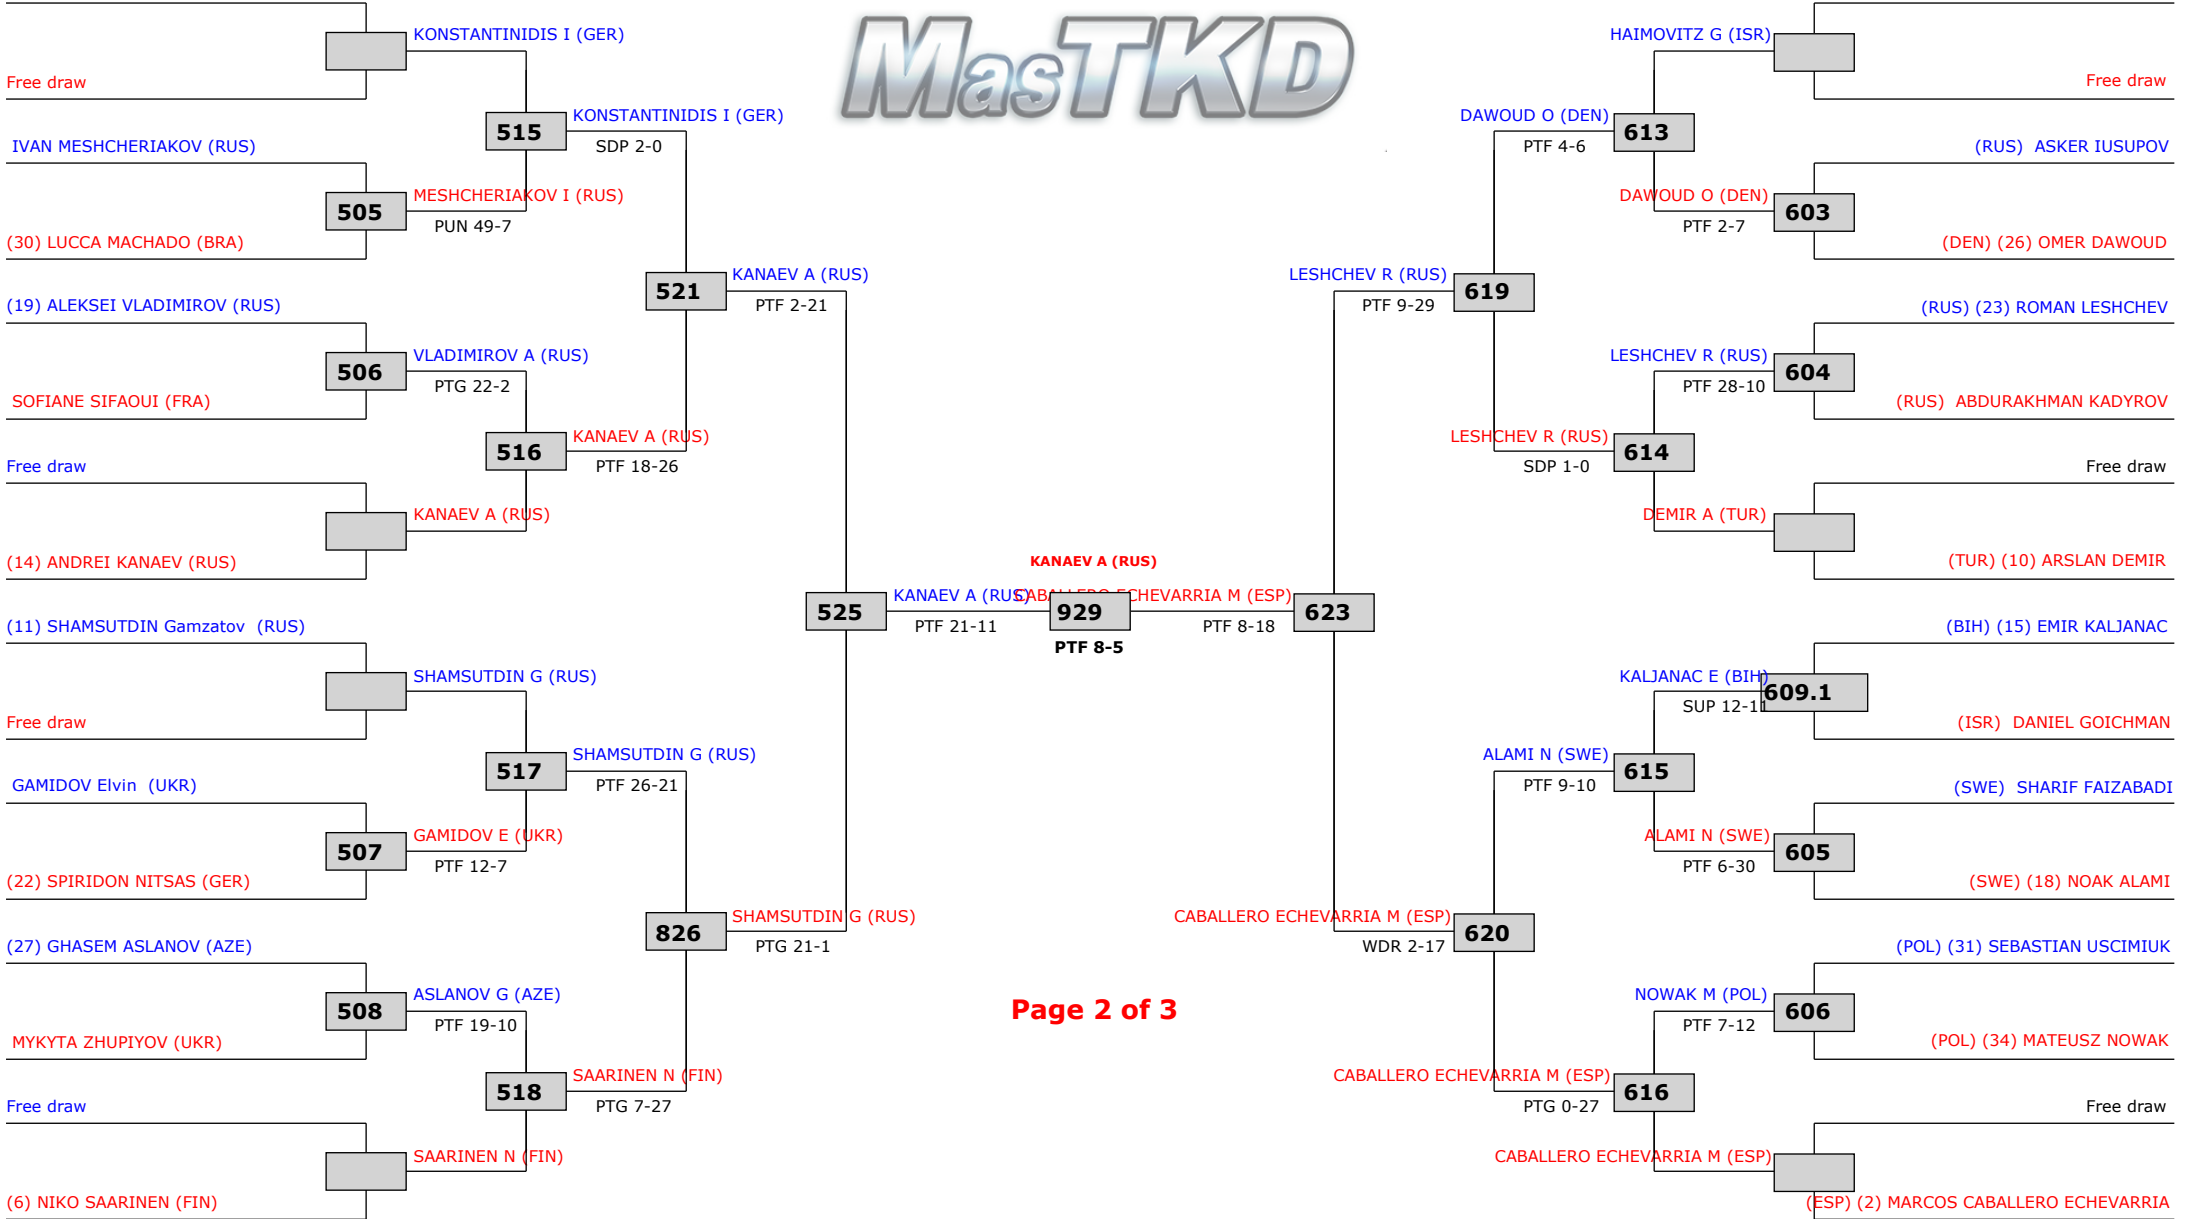 MasTKD
KONSTANTINIDIS I (GER)
Free draw
515
KONSTANTINIDIS I (GER)
SDP 2-0
IVAN MESHCHERIAKOV (RUS)
505
MESHCHERIAKOV I (RUS)
PUN 49-7
(30) LUCCA MACHADO (BRA)
521
KANAEV A (RUS)
PTF 2-21
(19) ALEKSEI VLADIMIROV (RUS)
506
VLADIMIROV A (RUS)
PTG 22-2
SOFIANE SIFAOUI (FRA)
516
KANAEV A (RUS)
PTF 18-26
Free draw
KANAEV A (RUS)
(14) ANDREI KANAEV (RUS)
525
KANAEV A (RUS)
PTF 21-11
(11) SHAMSUTDIN Gamzatov (RUS)
SHAMSUTDIN G (RUS)
Free draw
517
SHAMSUTDIN G (RUS)
PTF 26-21
GAMIDOV Elvin (UKR)
507
GAMIDOV E (UKR)
PTF 12-7
(22) SPIRIDON NITSAS (GER)
826
SHAMSUTDIN G (RUS)
PTG 21-1
(27) GHASEM ASLANOV (AZE)
508
ASLANOV G (AZE)
PTF 19-10
MYKYTA ZHUPIYOV (UKR)
518
SAARINEN N (FIN)
PTG 7-27
Free draw
SAARINEN N (FIN)
(6) NIKO SAARINEN (FIN)
KANAEV A (RUS)
929
PTF 8-5
CABALLERO ECHEVARRIA M (ESP)
PTF 8-18
623
Page 2 of 3
HAIMOVITZ G (ISR)
Free draw
DAWOUD O (DEN)
PTF 4-6
613
(RUS) ASKER IUSUPOV
DAWOUD O (DEN)
PTF 2-7
603
(DEN) (26) OMER DAWOUD
LESHCHEV R (RUS)
PTF 9-29
619
(RUS) (23) ROMAN LESHCHEV
LESHCHEV R (RUS)
PTF 28-10
604
(RUS) ABDURAKHMAN KADYROV
LESHCHEV R (RUS)
SDP 1-0
614
Free draw
DEMIR A (TUR)
(TUR) (10) ARSLAN DEMIR
(BIH) (15) EMIR KALJANAC
KALJANAC E (BIH)
SUP 12-11
609.1
(ISR) DANIEL GOICHMAN
ALAMI N (SWE)
PTF 9-10
615
(SWE) SHARIF FAIZABADI
ALAMI N (SWE)
PTF 6-30
605
(SWE) (18) NOAK ALAMI
CABALLERO ECHEVARRIA M (ESP)
WDR 2-17
620
(POL) (31) SEBASTIAN USCIMIUK
NOWAK M (POL)
PTF 7-12
606
(POL) (34) MATEUSZ NOWAK
CABALLERO ECHEVARRIA M (ESP)
PTG 0-27
616
Free draw
CABALLERO ECHEVARRIA M (ESP)
(ESP) (2) MARCOS CABALLERO ECHEVARRIA